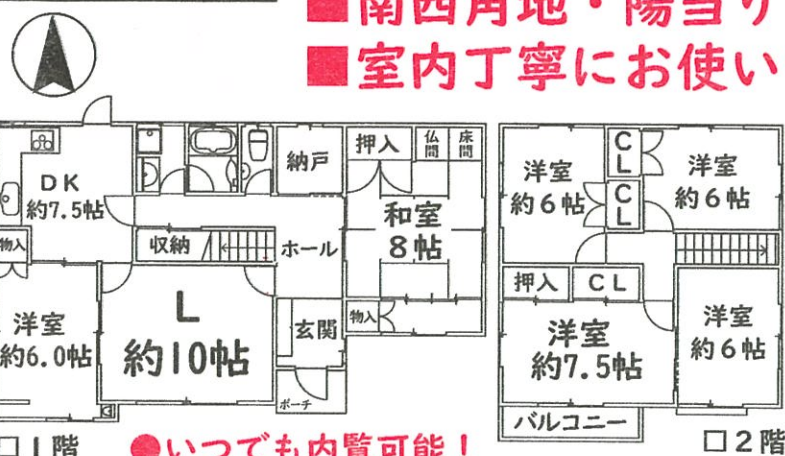 ■南西角地・陽当り
■室内丁寧にお使い
DK
約7.5帖
物入
洋室
約6.0帖
収納
L
約10帖
納戸
ホール
玄関
ポーチ
押入
仏間
床間
和室
8帖
物入
□1階
●いつでも内覧可能！
洋室
約6帖
CL
CL
洋室
約6帖
押入
CL
洋室
約7.5帖
洋室
約6帖
バルコニー
□2階